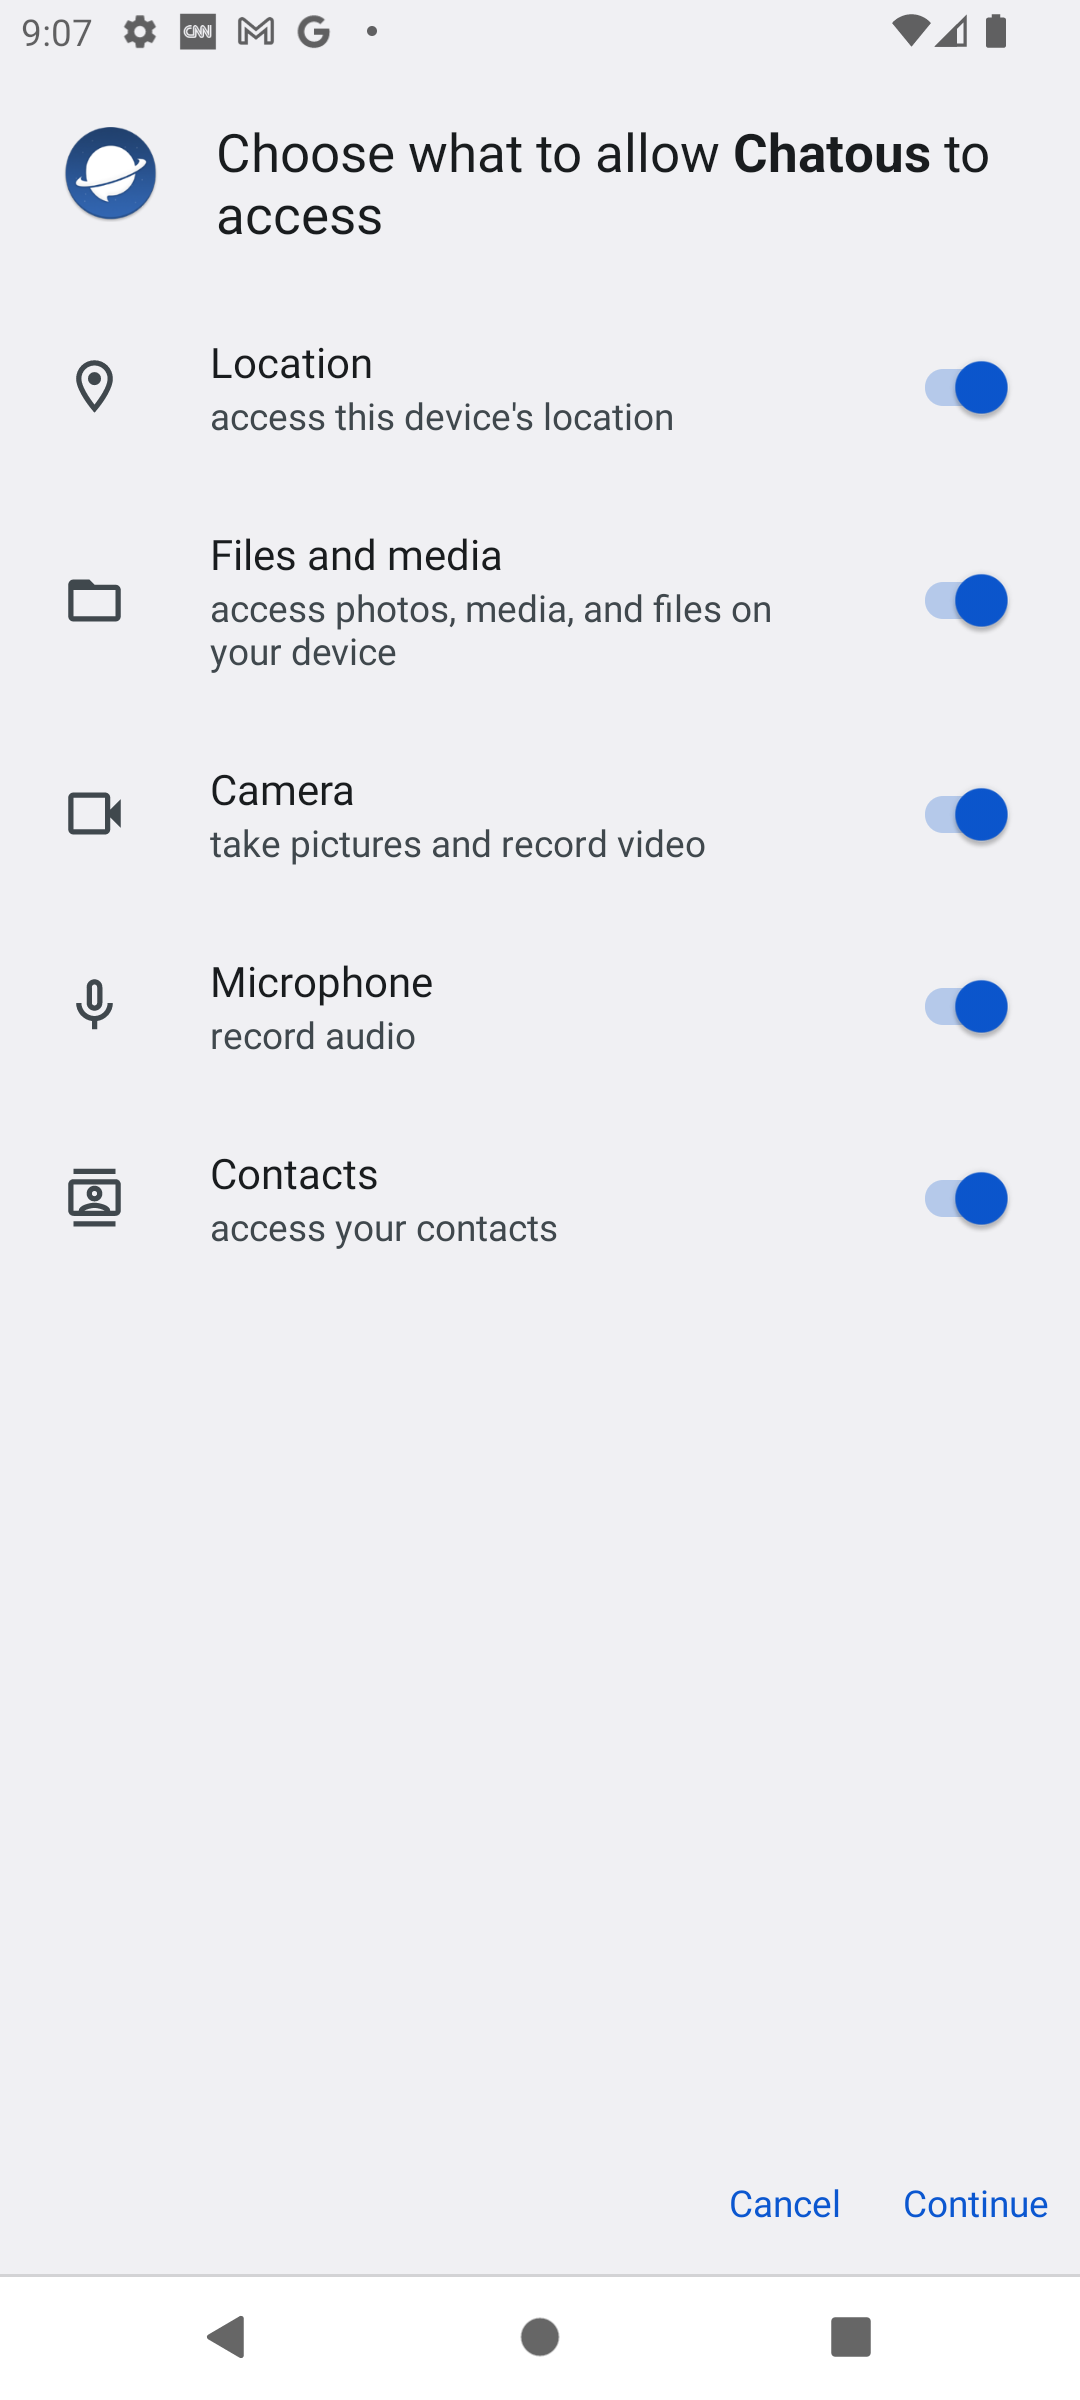 9:07 CNN
Choose what to allow Chatous to
access
Location
access this device's location
Files and media
access photos, media, and files on
your device
Camera
take pictures and record video
Microphone
record audio
Contacts
access your contacts
Cancel Continue